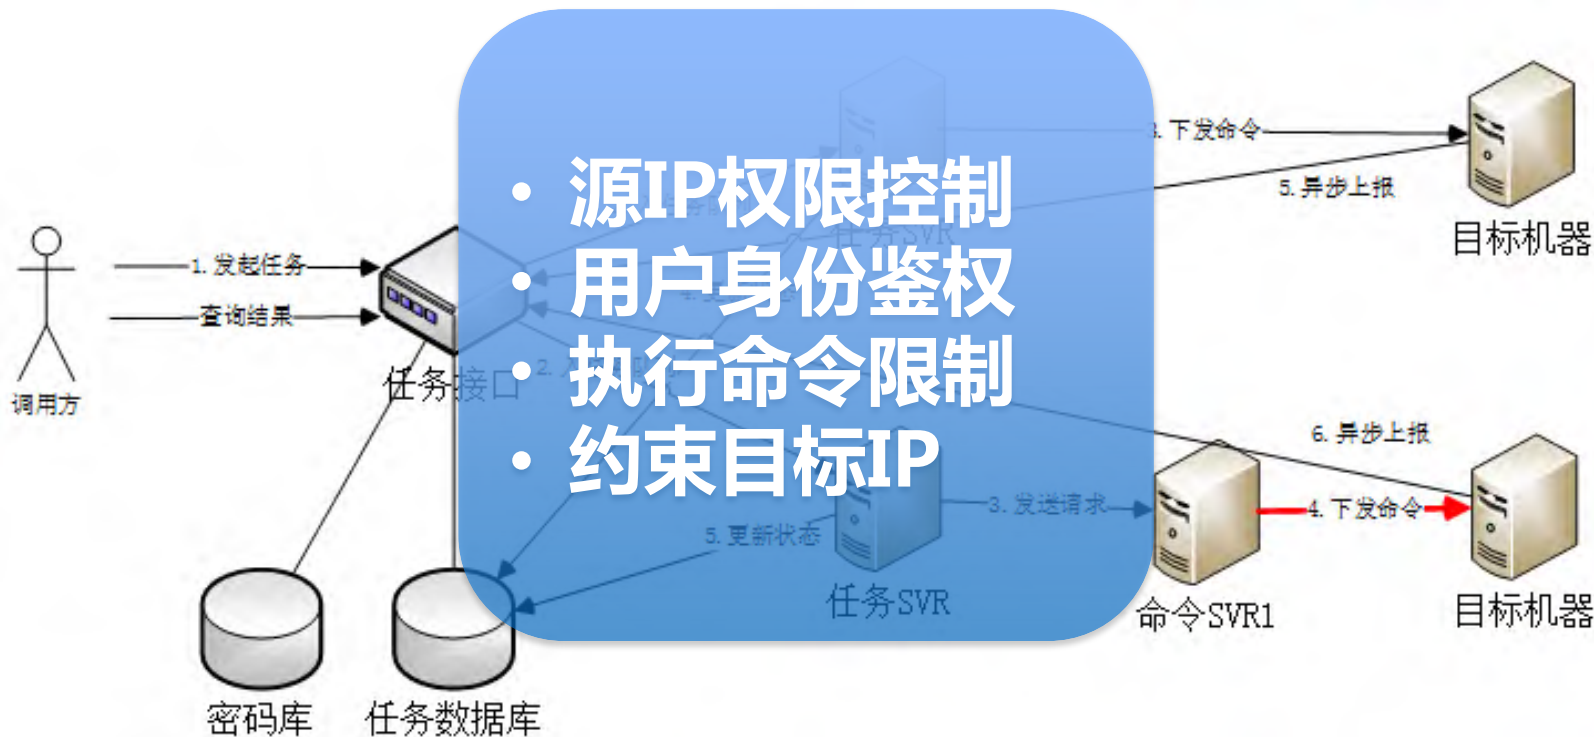 源IP权限控制
用户身份鉴权
执行命令限制
约束目标IP
3.下发命令
5.异步上报
目标机器
任务SVR
1.发起任务
查询结果
任务接口
调用方
6.异步上报
3.发送请求
4.下发命令
5.更新状态
任务SVR
命令SVR1
目标机器
密码库
任务数据库